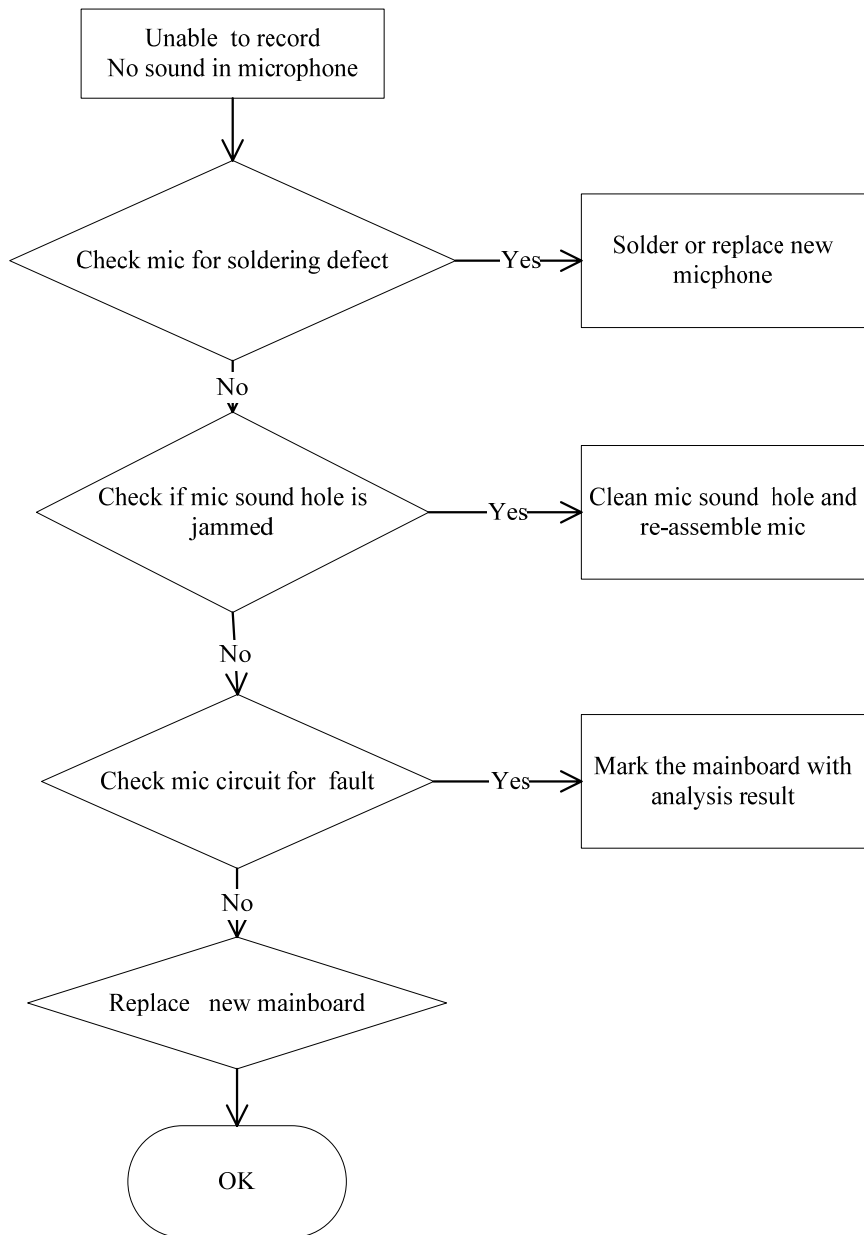 Unable to record
No sound in microphone
Check mic for soldering defect
Yes
Solder or replace new
micphone
No
Check if mic sound hole is
jammed
Yes
Clean mic sound hole and
re-assemble mic
No
Check mic circuit for fault
Yes
Mark the mainboard with
analysis result
No
Replace new mainboard
OK